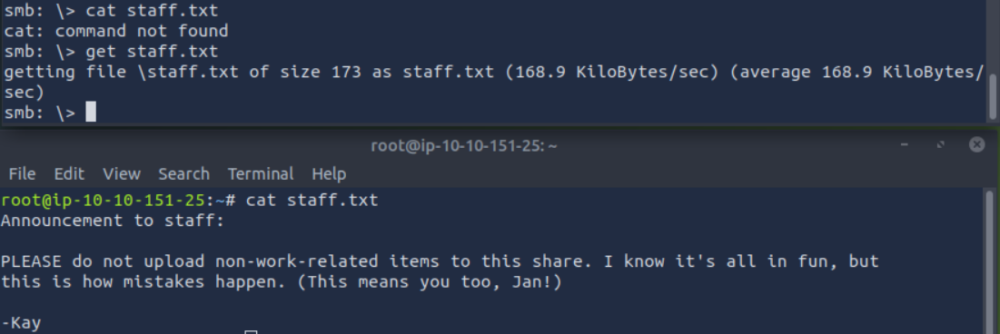 smb: \> cat staff.txt
cat: command not found
smb: \> get staff.txt
getting file \staff.txt of size 173 as staff.txt (168.9 KiloBytes/sec) (average 168.9 KiloBytes/
sec)
smb: \>
root@ip-10-10-151-25: ~
File Edit View Search Terminal Help
root@ip-10-10-151-25:~# cat staff.txt
Announcement to staff:
PLEASE do not upload non-work-related items to this share. I know it's all in fun, but
this is how mistakes happen. (This means you too, Jan!)
-Kay